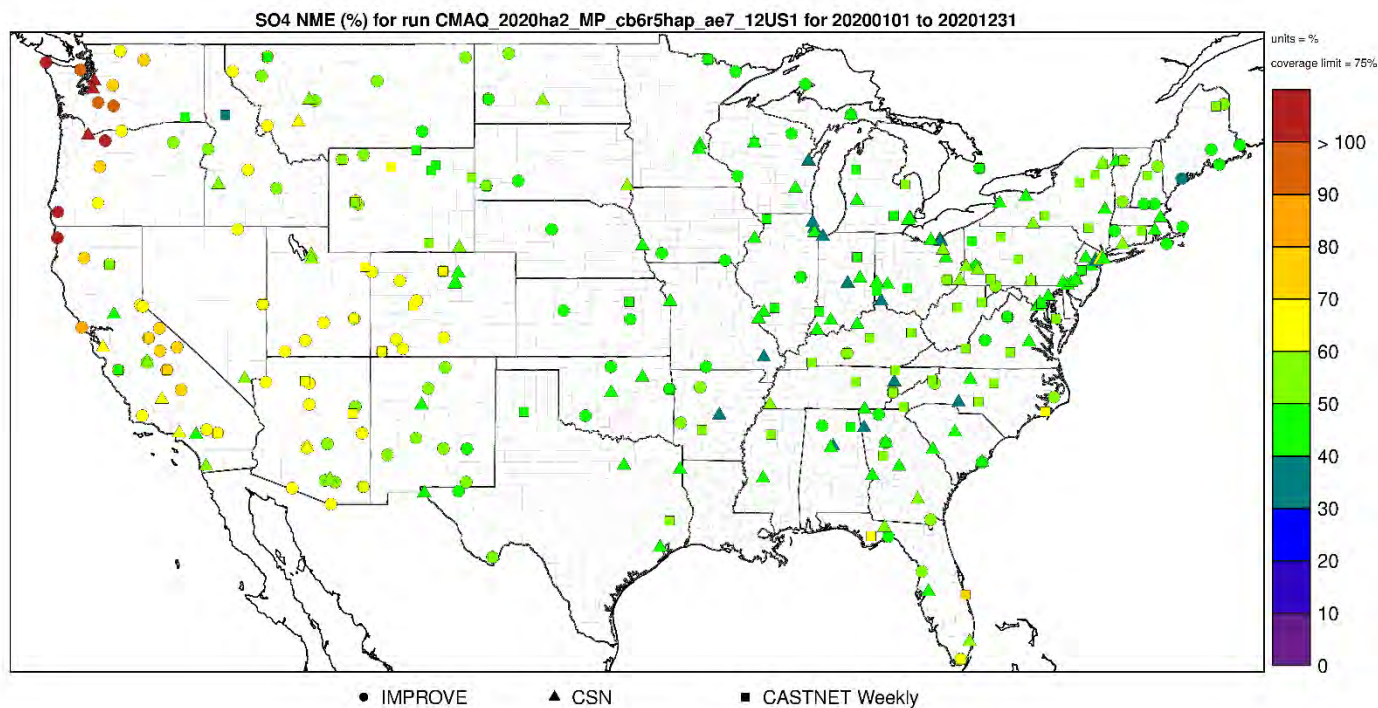 SO4 NME (%) for run CMAQ_2020ha2_MP_cb6r5hap_ae7_12US1 for 20200101 to 20201231
units = %
coverage limit = 75%
> 100
90
80
70
60
50
40
30
20
10
0
IMPROVE CSN CASTNET Weekly